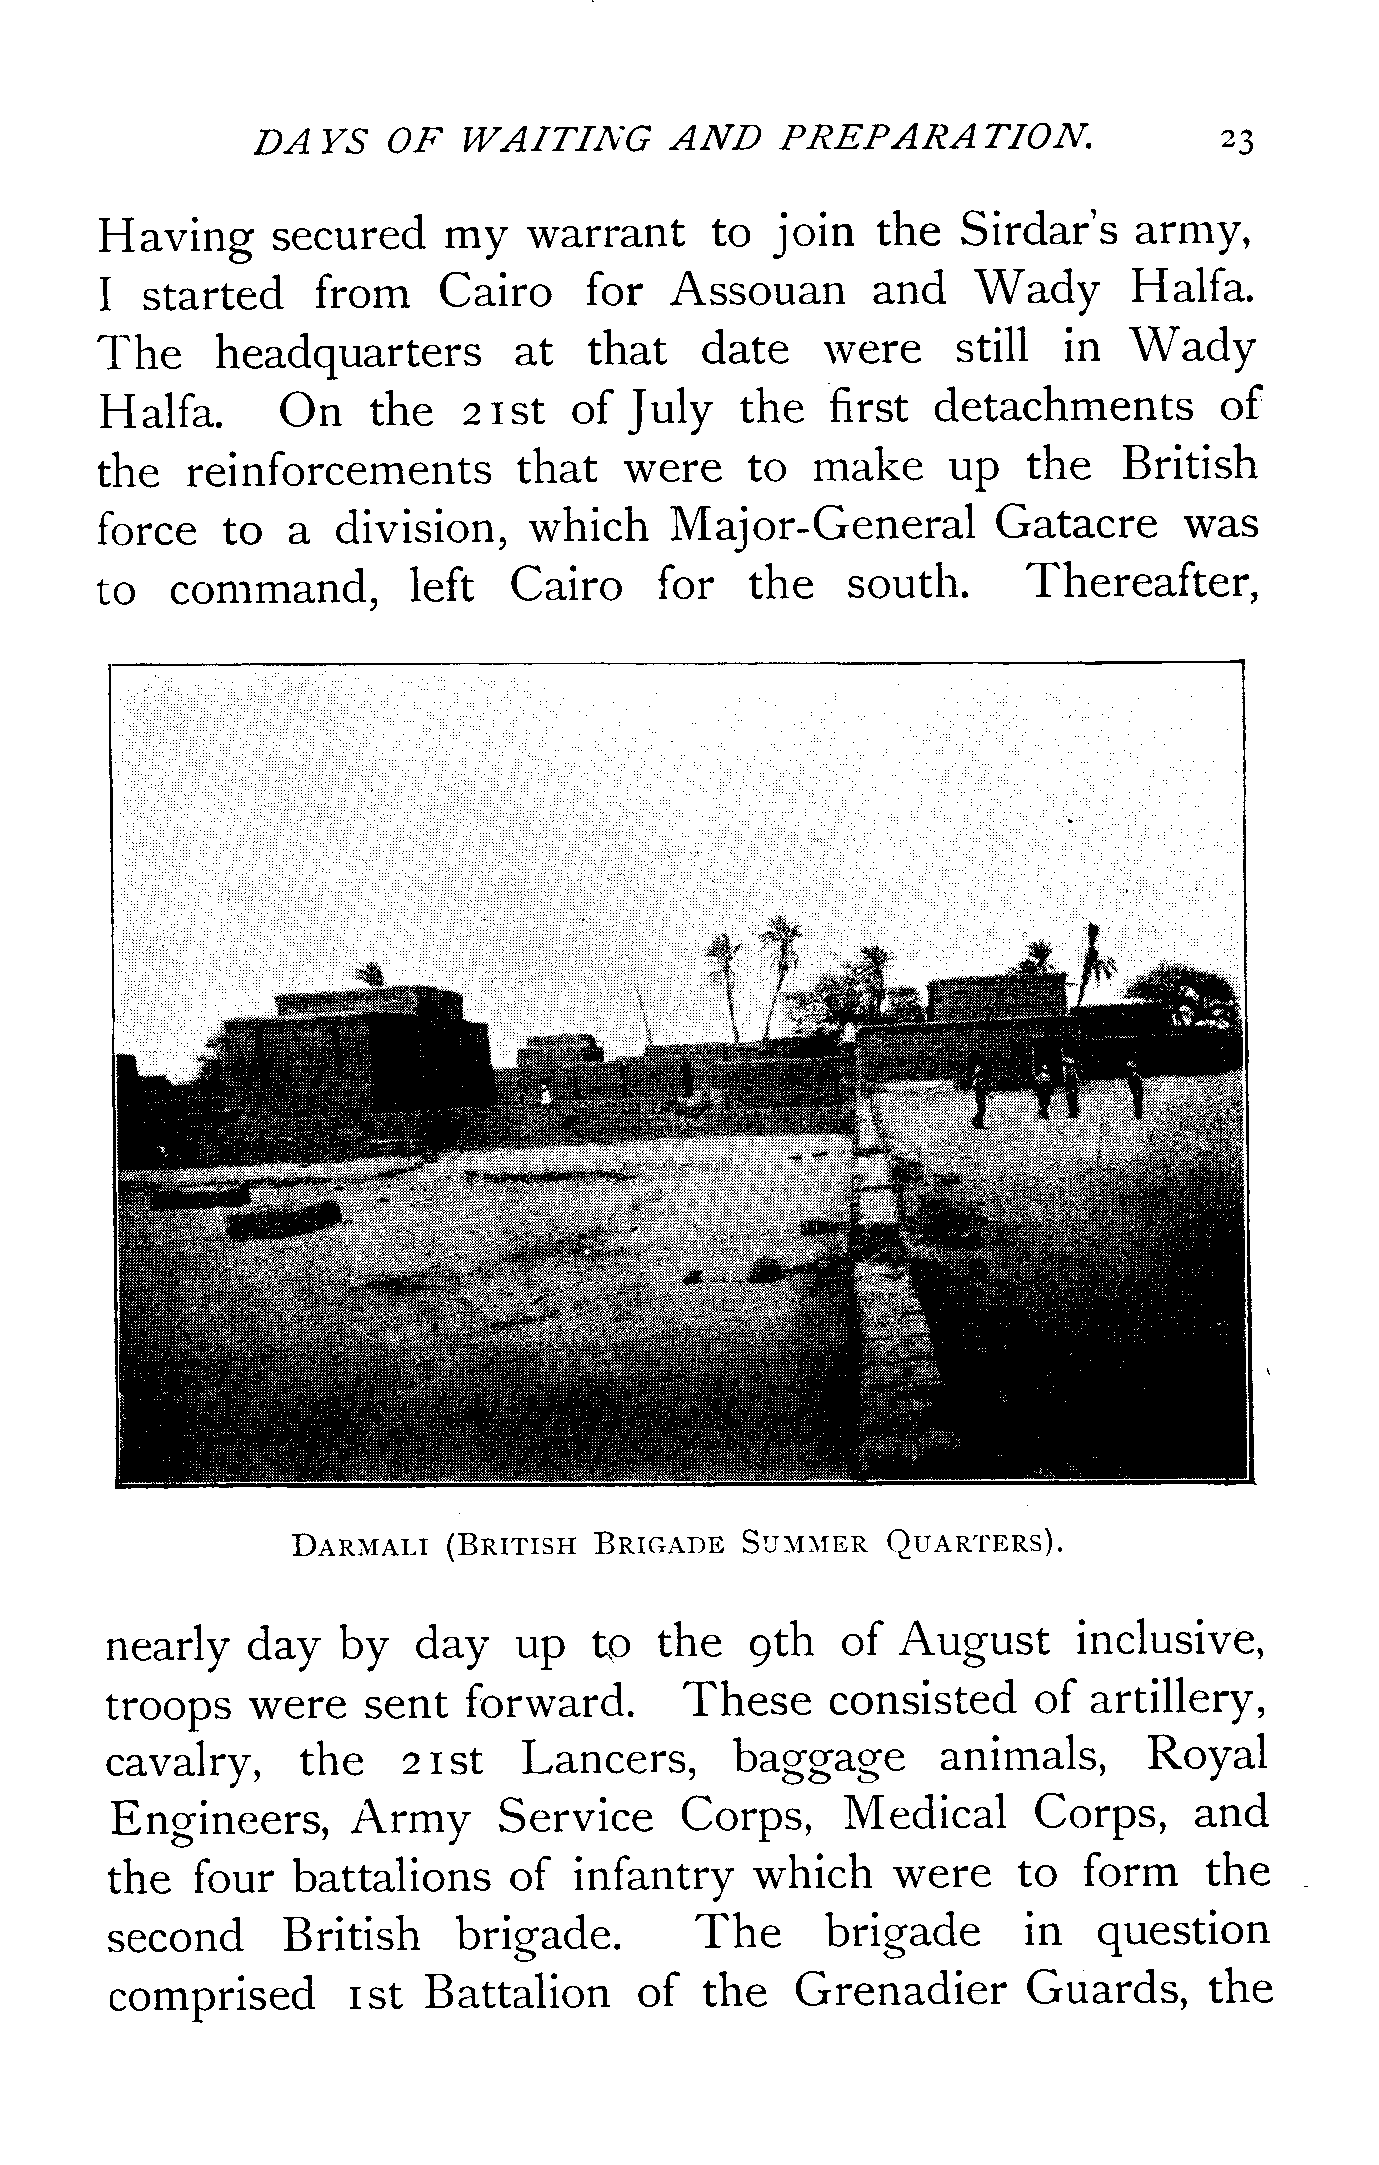 DAYS OF WAITING AND PREPARATION. 23
Having secured my warrant to join the Sirdar's army,
I started from Cairo for Assouan and Wady Halfa.
The headquarters at that date were still in Wady
Halfa. On the 21st of July the first detachments of
the reinforcements that were to make up the British
force to a division, which Major-General Gatacre was
to command, left Cairo for the south. Thereafter,
DARMALI (BRITISH BRIGADE SUMMER QUARTERS).
nearly day by day up to the 9th of August inclusive,
troops were sent forward. These consisted of artillery,
cavalry, the 21st Lancers, baggage animals, Royal
Engineers, Army Service Corps, Medical Corps, and
the four battalions of infantry which were to form the
second British brigade. The brigade in question
comprised 1st Battalion of the Grenadier Guards, the